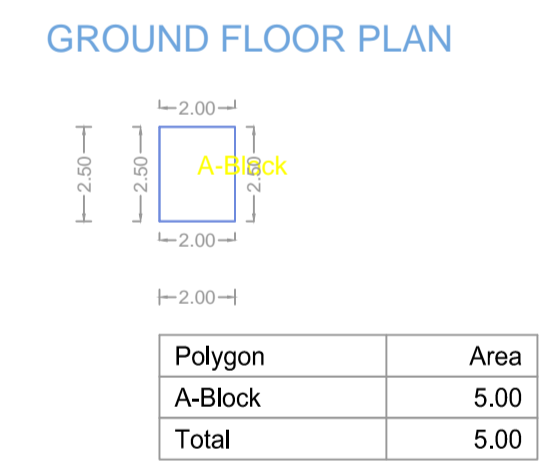 GROUND FLOOR PLAN
2.00
2.50 2.50 A-Block 2.50
2.00
2.00
Polygon Area
A-Block 5.00
Total 5.00